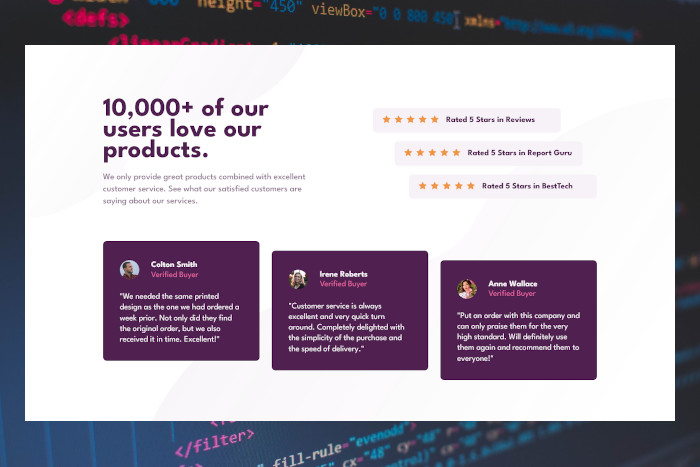 height="450" viewBox="0 0 800 450" xmlns=
<defs>
10,000+ of our
users love our
products.
We only provide great products combined with excellent
customer service. See what our satisfied customers are
saying about our services.
Rated 5 Stars in Reviews
Rated 5 Stars in Report Guru
Rated 5 Stars in BestTech
Colton Smith
Verified Buyer
"We needed the same printed
design as the one we had ordered a
week prior. Not only did they find
the original order, but we also
received it in time. Excellent!"
Irene Roberts
Verified Buyer
"Customer service is always
excellent and very quick turn
around. Completely delighted with
the simplicity of the purchase and
the speed of delivery."
Anne Wallace
Verified Buyer
"Put an order with this company and
can only praise them for the very
high standard. Will definitely use
them again and recommend them to
everyone!"
</filter>
fill-rule="evenodd"
cx="48"